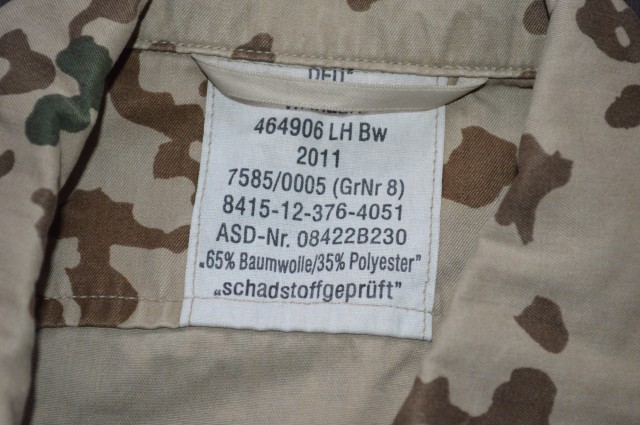 464906 LH Bw
2011
7585/0005 (GrNr 8)
8415-12-376-4051
ASD-Nr. 08422B230
„65% Baumwolle/35% Polyester"
„schadstoffgeprüft"